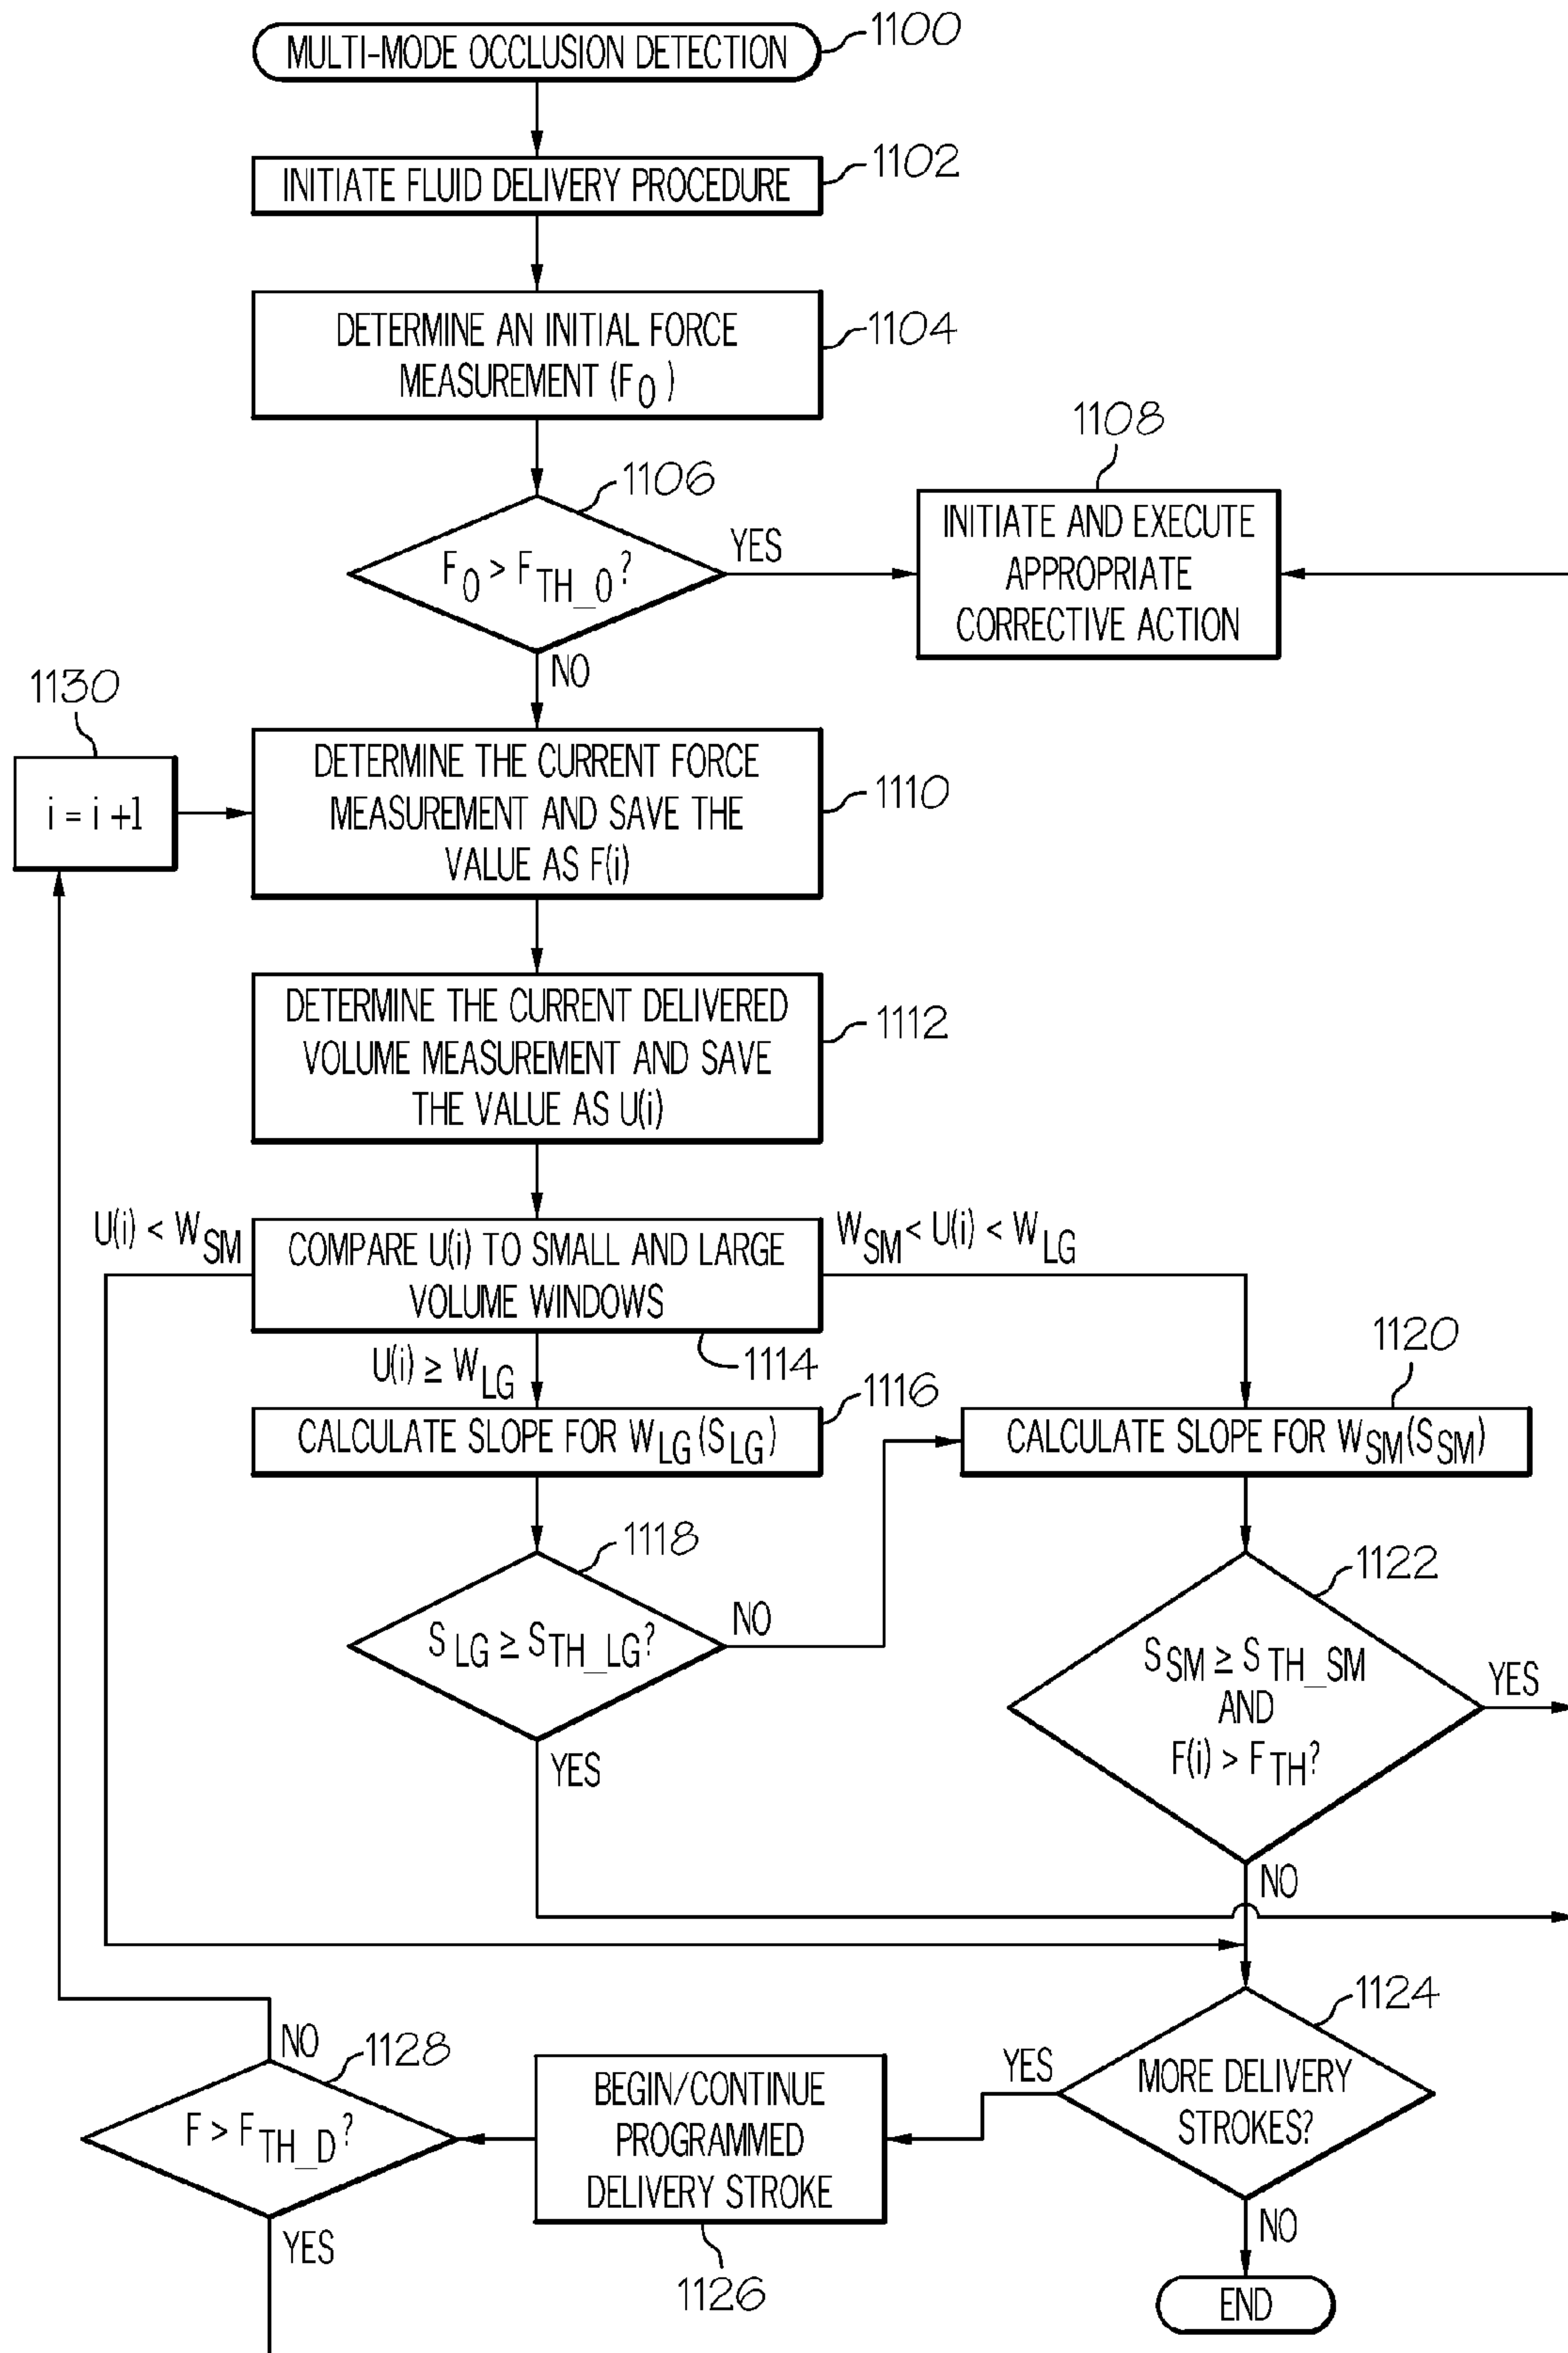 MULTI-MODE OCCLUSION DETECTION
1100
INITIATE FLUID DELIVERY PROCEDURE
1102
DETERMINE AN INITIAL FORCE
MEASUREMENT (F0)
1104
1106
F0 > FTH_0?
YES
NO
1108
INITIATE AND EXECUTE
APPROPRIATE
CORRECTIVE ACTION
1130
i = i +1
DETERMINE THE CURRENT FORCE
MEASUREMENT AND SAVE THE
VALUE AS F(i)
1110
DETERMINE THE CURRENT DELIVERED
VOLUME MEASUREMENT AND SAVE
THE VALUE AS U(i)
1112
U(i) < WSM
COMPARE U(i) TO SMALL AND LARGE
VOLUME WINDOWS
WSM < U(i) < WLG
1114
U(i) ≥ WLG
1116
CALCULATE SLOPE FOR WLG (SLG)
1120
CALCULATE SLOPE FOR WSM(SSM)
1118
SLG ≥ STH_LG?
NO
YES
1122
SSM ≥ STH_SM
AND
F(i) > FTH?
YES
NO
1124
MORE DELIVERY
STROKES?
YES
NO
BEGIN/CONTINUE
PROGRAMMED
DELIVERY STROKE
1126
NO
1128
F > FTH_D?
YES
END